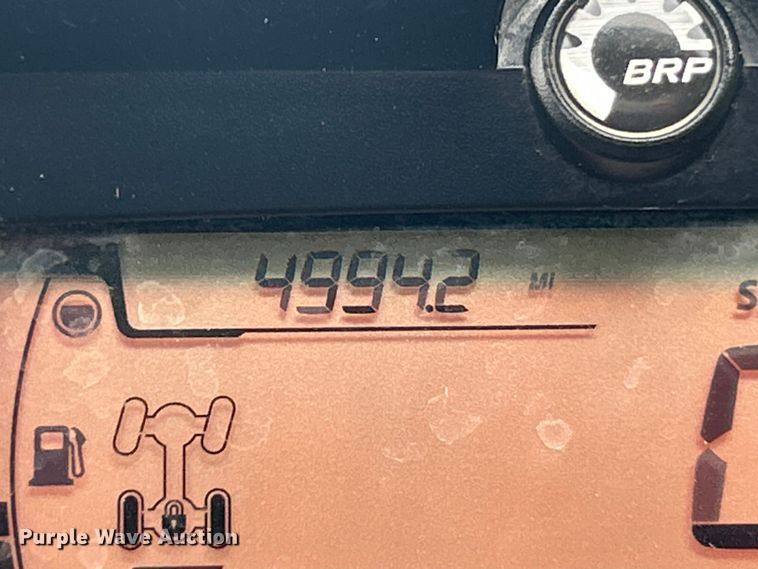 BRP
4994.2 MI
S
Purple Wave Auction